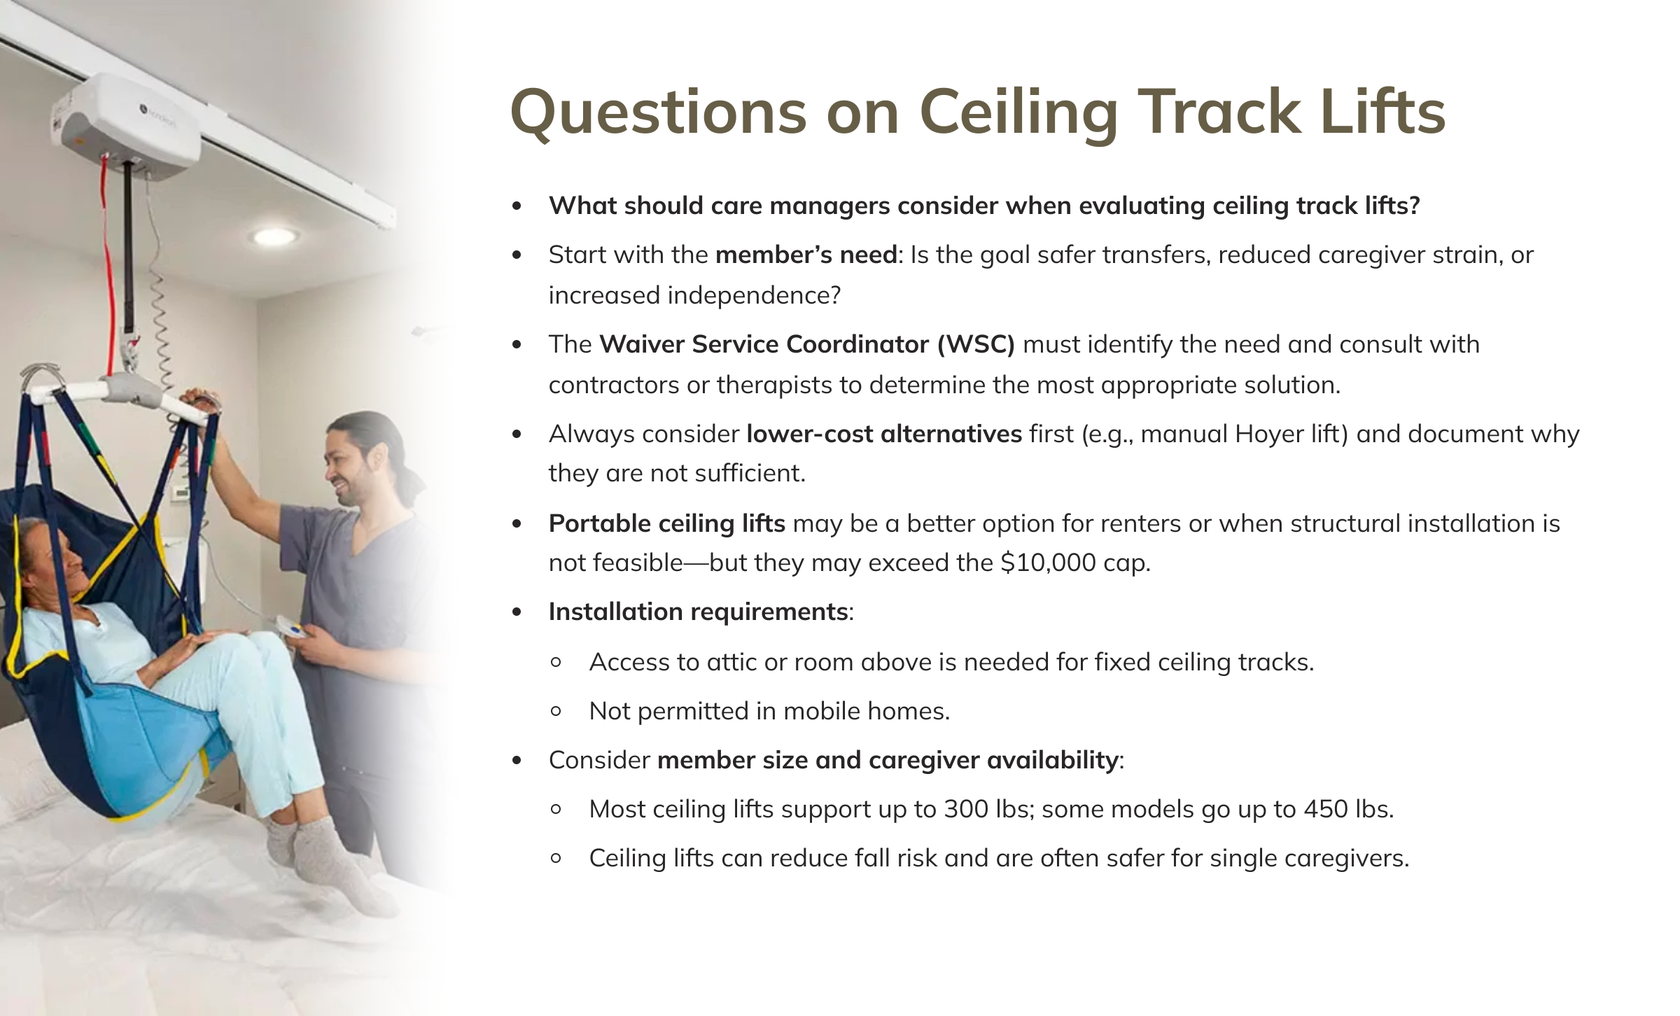 Questions on Ceiling Track Lifts
• What should care managers consider when evaluating ceiling track lifts?
• Start with the member’s need: Is the goal safer transfers, reduced caregiver strain, or
increased independence?
• The Waiver Service Coordinator (WSC) must identify the need and consult with
contractors or therapists to determine the most appropriate solution.
• Always consider lower-cost alternatives first (e.g., manual Hoyer lift) and document why
they are not sufficient.
• Portable ceiling lifts may be a better option for renters or when structural installation is
not feasible—but they may exceed the $10,000 cap.
• Installation requirements:
○ Access to attic or room above is needed for fixed ceiling tracks.
○ Not permitted in mobile homes.
• Consider member size and caregiver availability:
○ Most ceiling lifts support up to 300 lbs; some models go up to 450 lbs.
○ Ceiling lifts can reduce fall risk and are often safer for single caregivers.